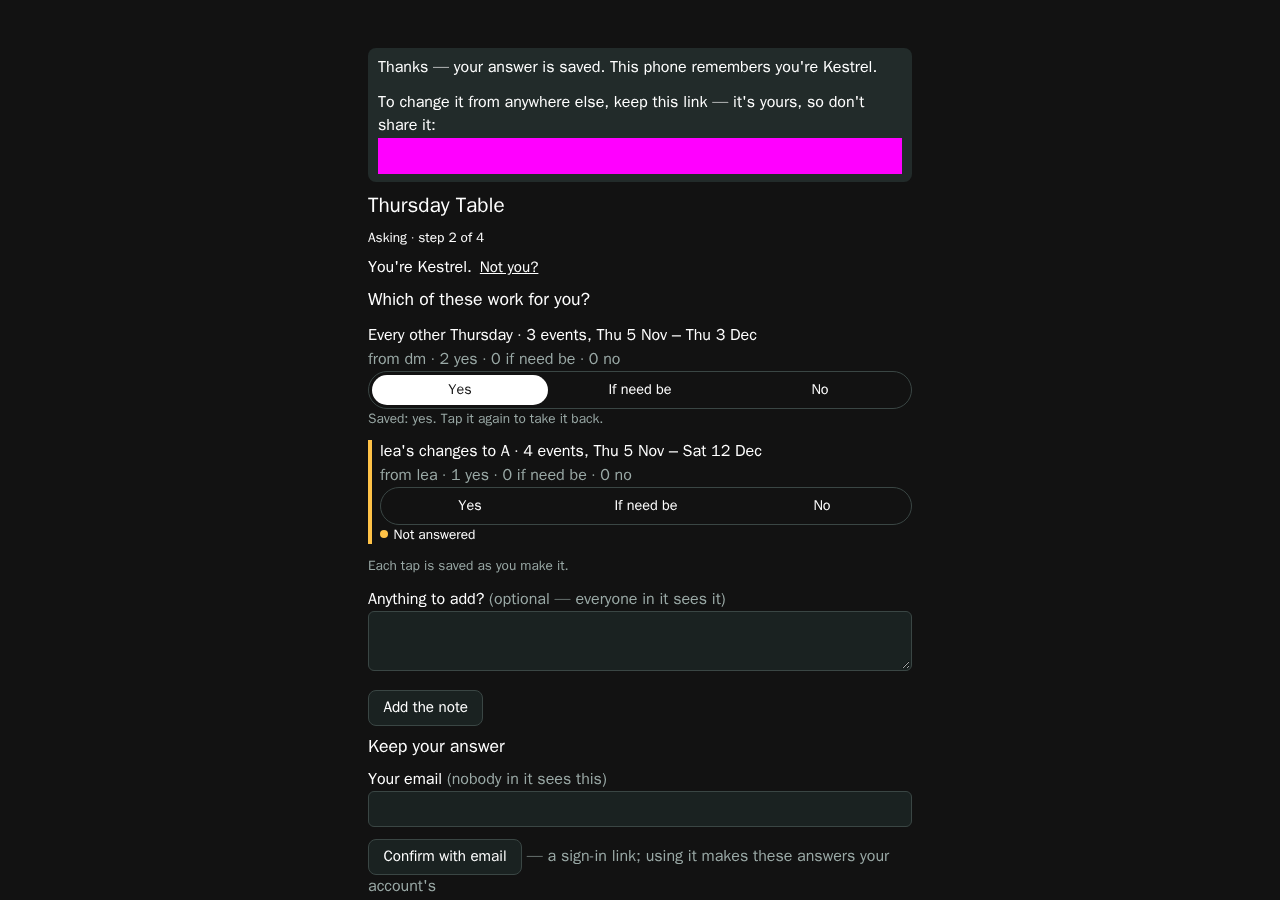 Thanks — your answer is saved. This phone remembers you're Kestrel.
To change it from anywhere else, keep this link — it's yours, so don't
share it:
Thursday Table
Asking · step 2 of 4
You're Kestrel. Not you?
Which of these work for you?
Every other Thursday · 3 events, Thu 5 Nov – Thu 3 Dec
from dm · 2 yes · 0 if need be · 0 no
Yes If need be No
Saved: yes. Tap it again to take it back.
lea's changes to A · 4 events, Thu 5 Nov – Sat 12 Dec
from lea · 1 yes · 0 if need be · 0 no
Yes If need be No
Not answered
Each tap is saved as you make it.
Anything to add? (optional — everyone in it sees it)
Add the note
Keep your answer
Your email (nobody in it sees this)
Confirm with email — a sign-in link; using it makes these answers your
account's